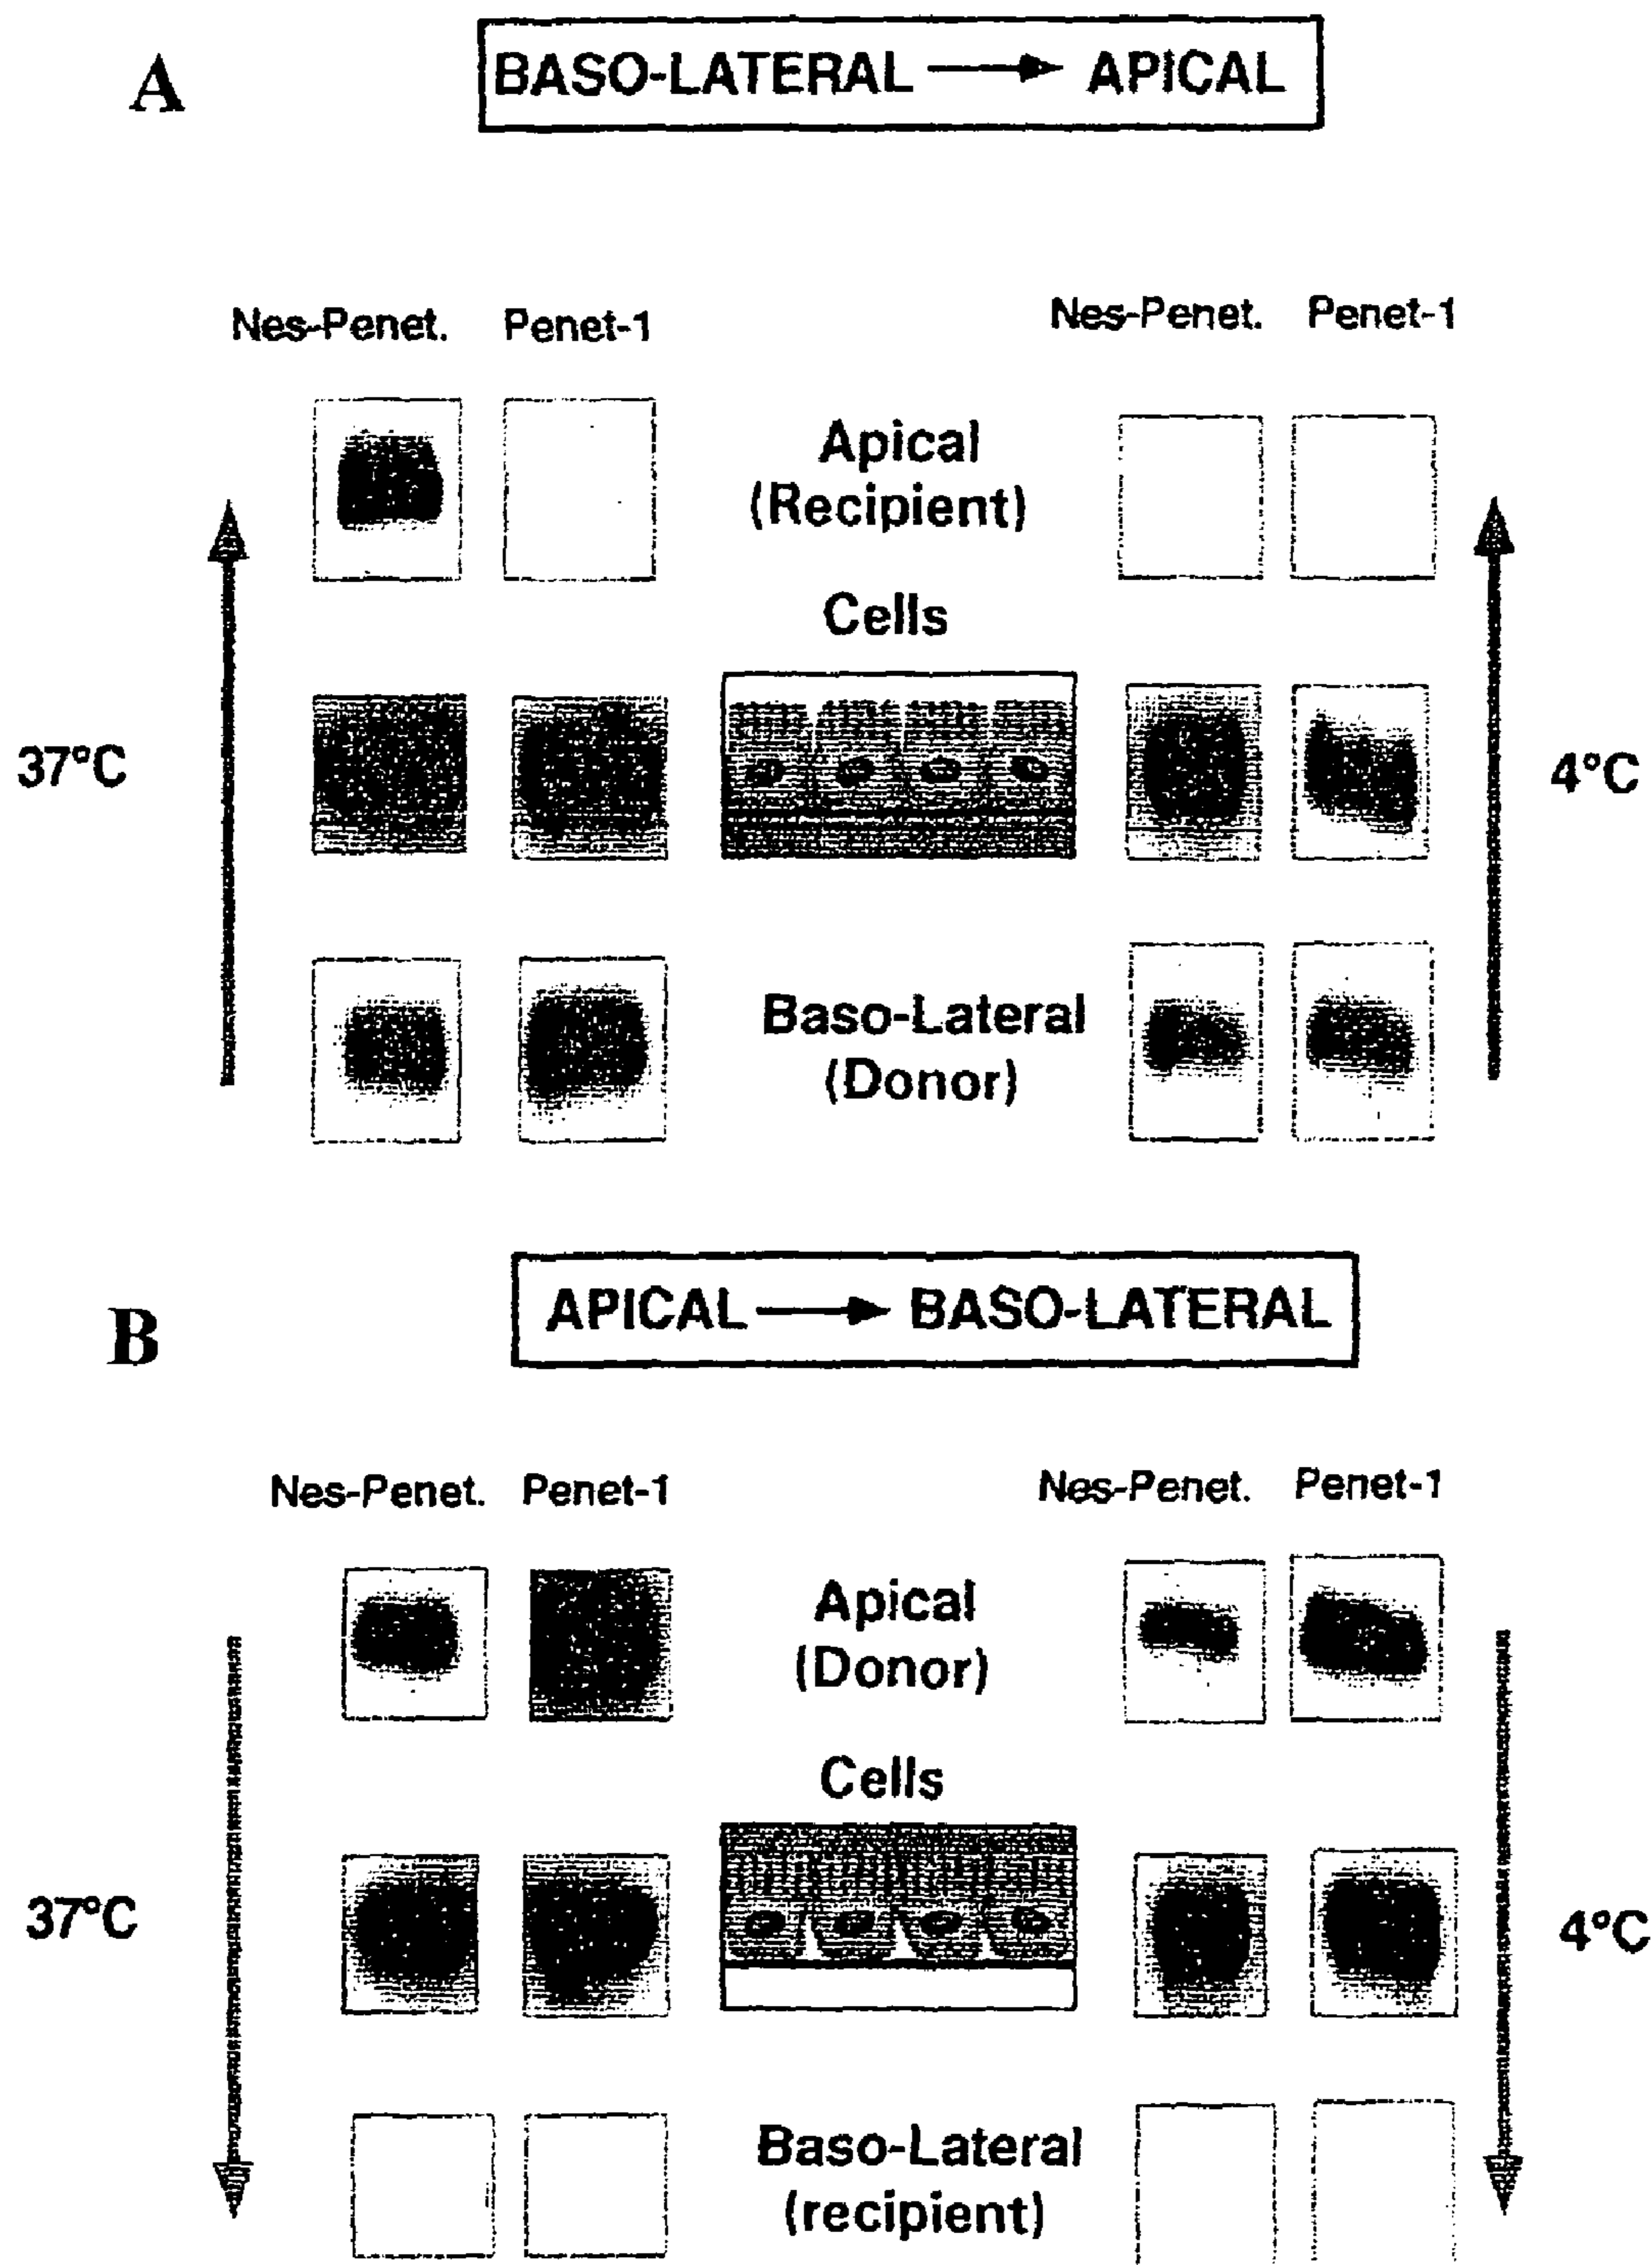 A
BASO-LATERAL → APICAL
Nes-Penet. Penet-1
Nes-Penet. Penet-1
Apical
(Recipient)
Cells
37°C
4°C
Baso-Lateral
(Donor)
B
APICAL → BASO-LATERAL
Nes-Penet. Penet-1
Nes-Penet. Penet-1
Apical
(Donor)
Cells
37°C
4°C
Baso-Lateral
(recipient)